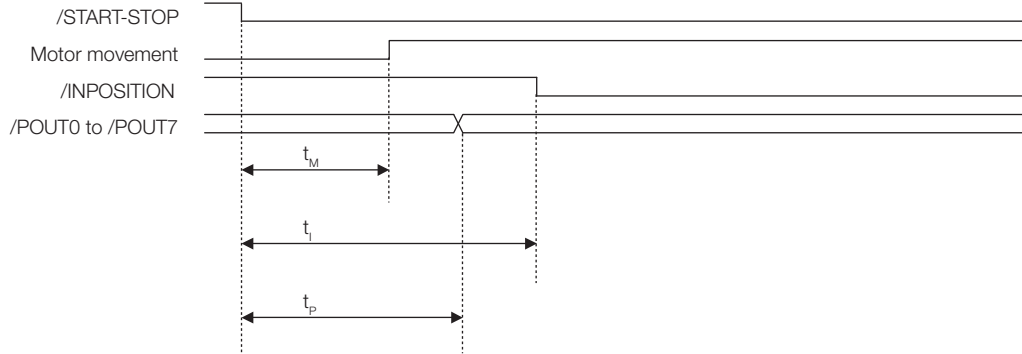 /START-STOP
Motor movement
/INPOSITION
/POUT0 to /POUT7
tM
tI
tP